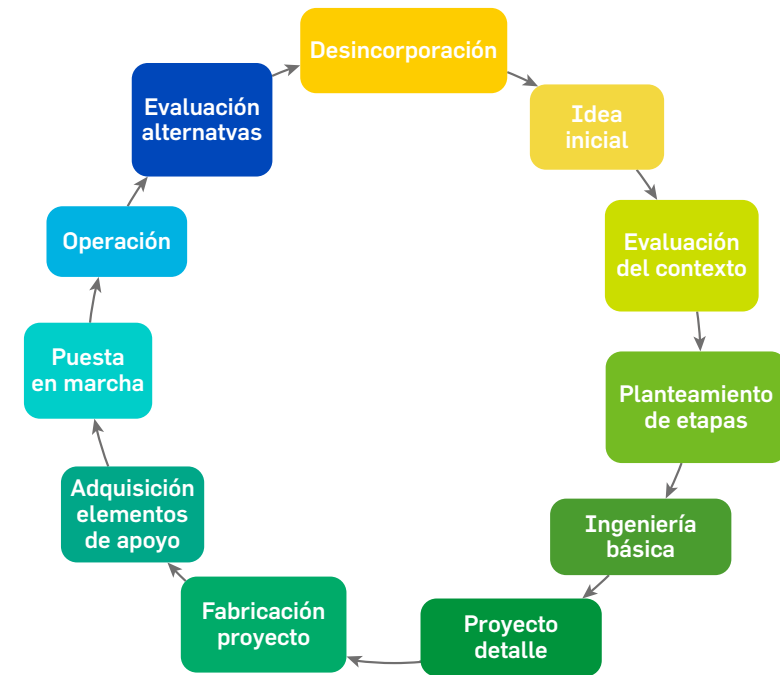 Desincorporación
Idea
inicial
Evaluación
del contexto
Planteamiento
de etapas
Ingeniería
básica
Proyecto
detalle
Fabricación
proyecto
Adquisición
elementos
de apoyo
Puesta
en marcha
Operación
Evaluación
alternatvas